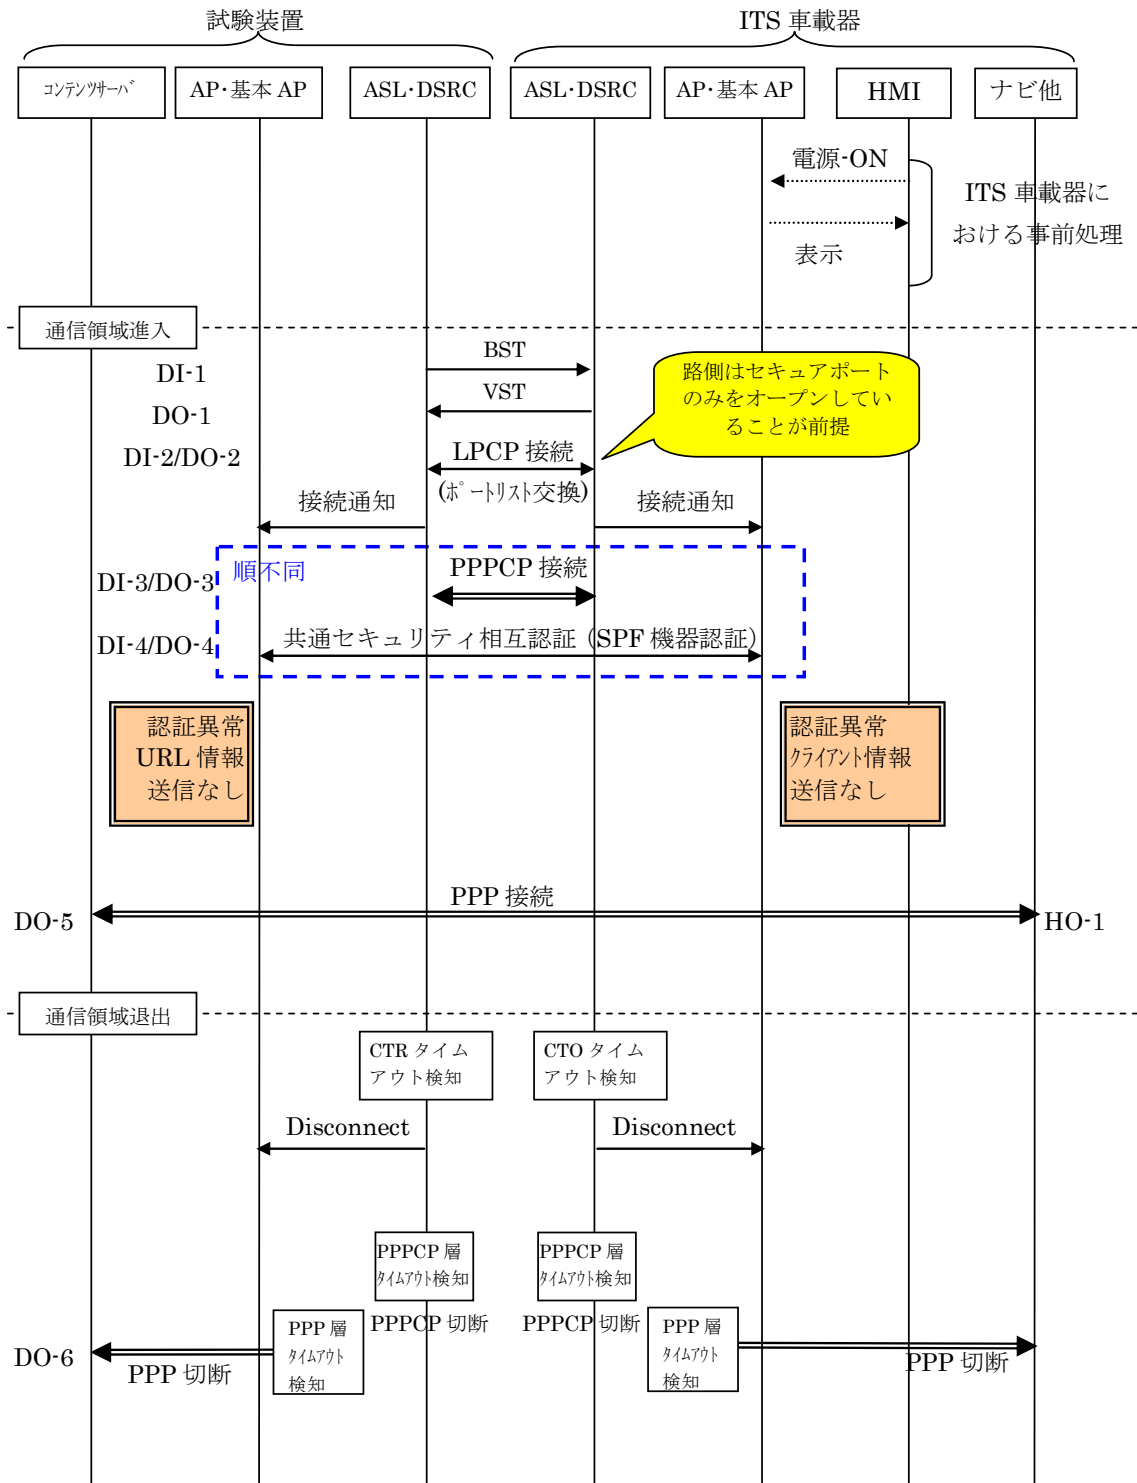 試験装置
ITS 車載器
コンテンツサーバ
AP・基本 AP
ASL・DSRC
ASL・DSRC
AP・基本 AP
HMI
ナビ他
電源-ON
表示
ITS 車載器に
おける事前処理
通信領域進入
DI-1
BST
DO-1
VST
DI-2/DO-2
LPCP 接続
(ポートリスト交換)
路側はセキュアポート
のみをオープンしてい
ることが前提
接続通知
接続通知
順不同
DI-3/DO-3
PPPCP 接続
DI-4/DO-4
共通セキュリティ相互認証（SPF 機器認証）
認証異常
URL 情報
送信なし
認証異常
クライアント情報
送信なし
PPP 接続
DO-5
HO-1
通信領域退出
CTR タイム
アウト検知
CTO タイム
アウト検知
Disconnect
Disconnect
PPPCP 層
タイムアウト検知
PPPCP 層
タイムアウト検知
PPPCP 切断
PPPCP 切断
DO-6
PPP 切断
PPP 層
タイムアウト
検知
PPP 層
タイムアウト
検知
PPP 切断